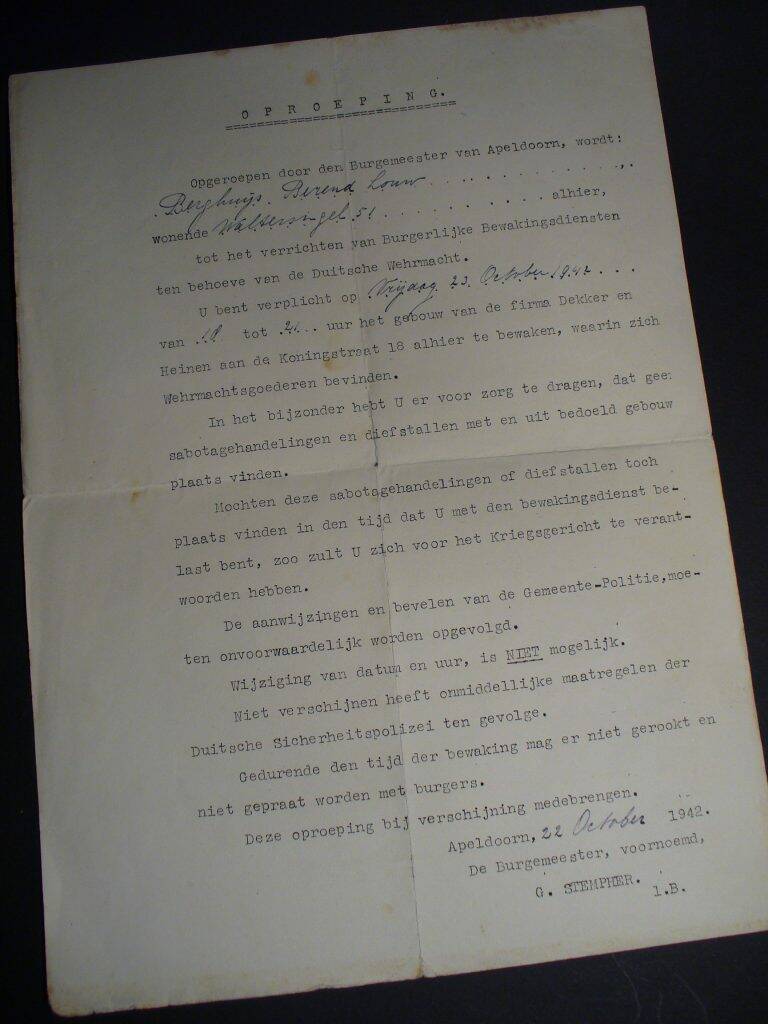 OPROEPING.
Opgeroepen door den Burgemeester van Apeldoorn, wordt:
Berghuijs. Berend Louw . . . . . . . . . . . . . . . ,.
wonende Waltersingel 51 . . . . . . . . . . . alhier,
tot het verrichten van Burgerlijke Bewakingsdiensten
ten behoeve van de Duitsche Wehrmacht.
U bent verplicht op Vrijdag 23 October 1942 . . .
van 18 tot 21 . . uur het gebouw van de firma Dekker en
Heinen aan de Koningstraat 18 alhier te bewaken, waarin zich
Wehrmachtsgoederen bevinden.
In het bijzonder hebt U er voor zorg te dragen, dat geen
sabotagehandelingen en diefstallen met en uit bedoeld gebouw
plaats vinden.
Mochten deze sabotagehandelingen of diefstallen toch
plaats vinden in den tijd dat U met den bewakingsdienst be-
last bent, zoo zult U zich voor het Kriegsgericht te verant-
woorden hebben.
De aanwijzingen en bevelen van de Gemeente-Politie,moe-
ten onvoorwaardelijk worden opgevolgd.
Wijziging van datum en uur, is NIET mogelijk.
Niet verschijnen heeft onmiddellijke maatregelen der
Duitsche Sicherheitspolizei ten gevolge.
Gedurende den tijd der bewaking mag er niet gerookt en
niet gepraat worden met burgers.
Deze oproeping bij verschijning medebrengen.
Apeldoorn, 22 October 1942.
De Burgemeester, voornoemd,
G. STEMPHER.
l.B.